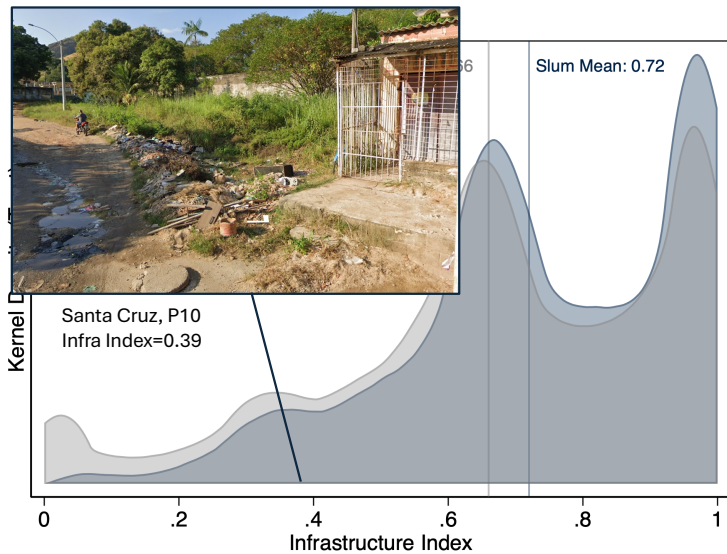 66
Slum Mean: 0.72
Santa Cruz, P10
Infra Index=0.39
Kernel D
0 .2 .4 .6 .8 1
Infrastructure Index